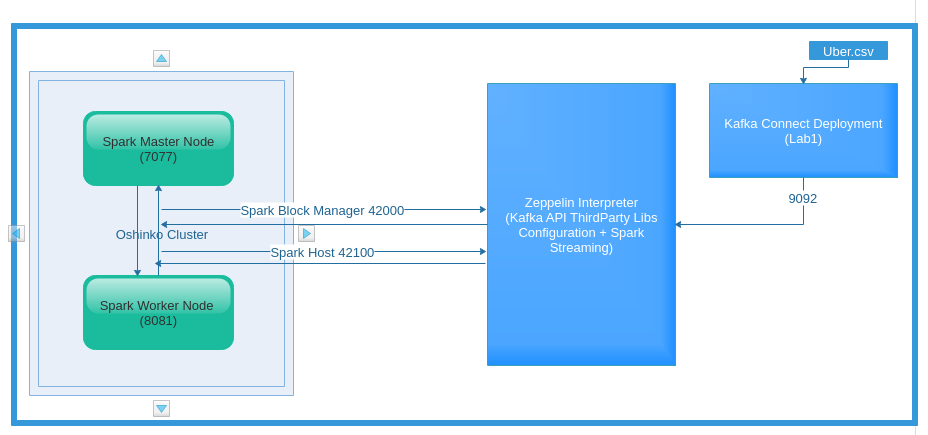 Uber.csv
Kafka Connect Deployment
(Lab1)
9092
Spark Master Node
(7077)
Spark Block Manager 42000
Oshinko Cluster
Spark Host 42100
Spark Worker Node
(8081)
Zeppelin Interpreter
(Kafka API ThirdParty Libs
Configuration + Spark
Streaming)